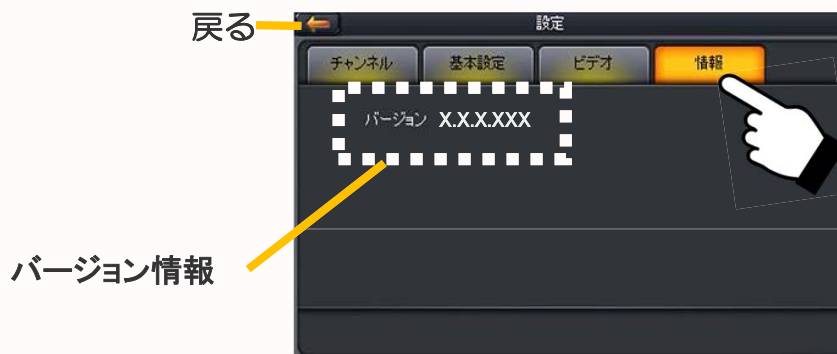 戻る
設定
チャンネル
基本設定
ビデオ
情報
バージョン X.X.X.XXX
バージョン情報